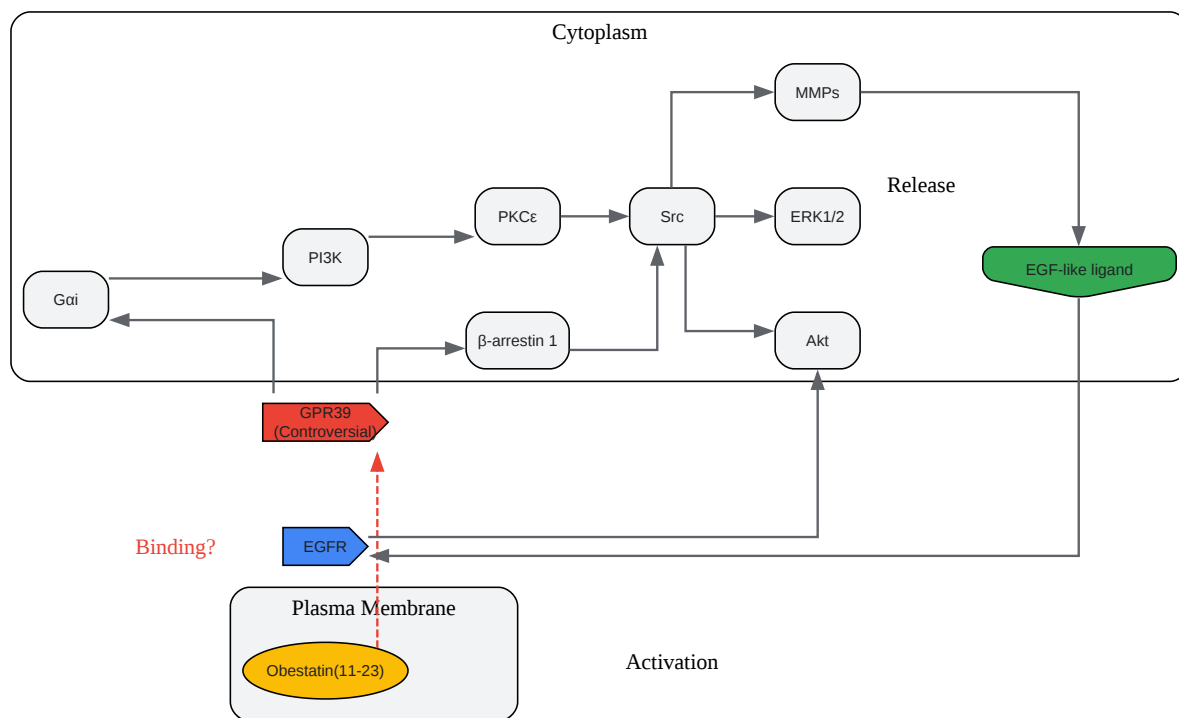 Cytoplasm
MMPs
Release
PKCε
Src
ERK1/2
PI3K
EGF-like ligand
Gαi
β-arrestin 1
Akt
GPR39
(Controversial)
Binding?
EGFR
Plasma Membrane
Obestatin(11-23)
Activation